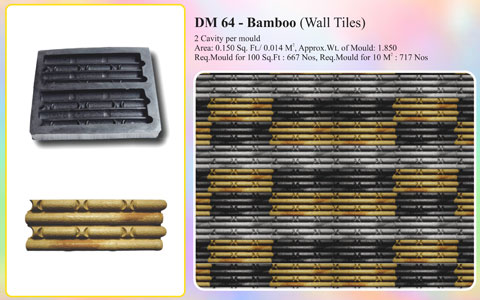 DM 64 - Bamboo (Wall Tiles)
2 Cavity per mould
Area: 0.150 Sq. Ft./ 0.014 M², Approx.Wt. of Mould: 1.850
Req.Mould for 100 Sq.Ft : 667 Nos, Req.Mould for 10 M² : 717 Nos